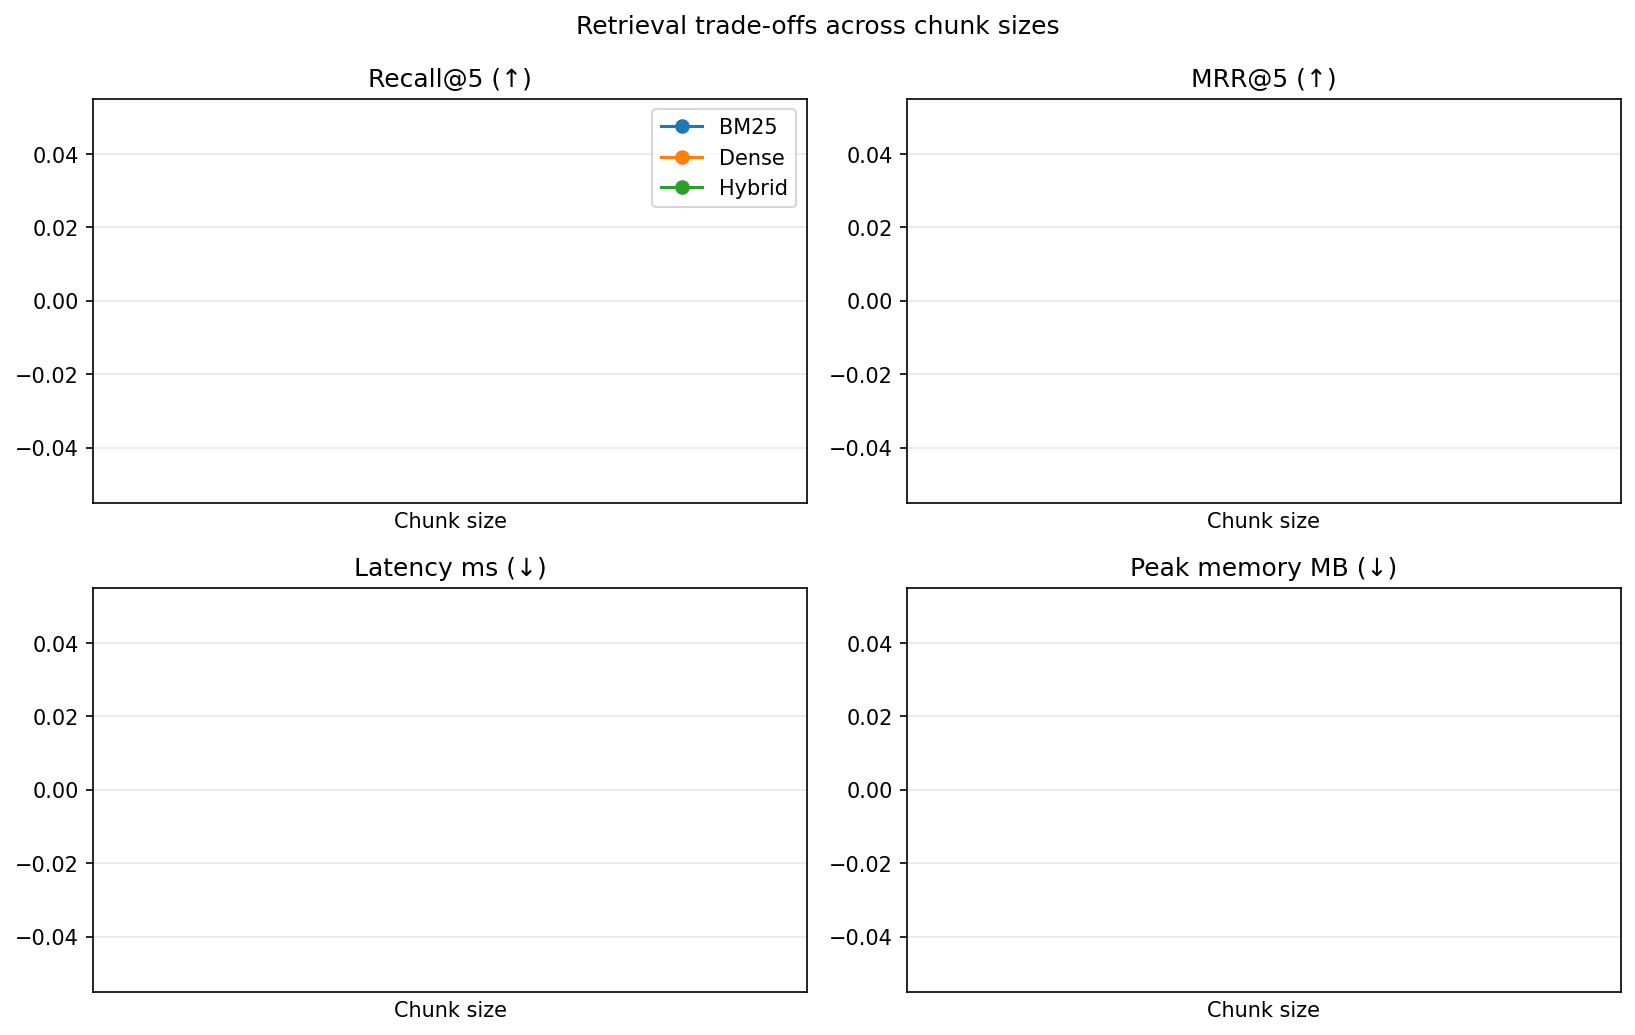 Retrieval trade-offs across chunk sizes
Recall@5 (↑)
BM25
Dense
Hybrid
0.04
0.02
0.00
−0.02
−0.04
Chunk size
MRR@5 (↑)
0.04
0.02
0.00
−0.02
−0.04
Chunk size
Latency ms (↓)
0.04
0.02
0.00
−0.02
−0.04
Chunk size
Peak memory MB (↓)
0.04
0.02
0.00
−0.02
−0.04
Chunk size